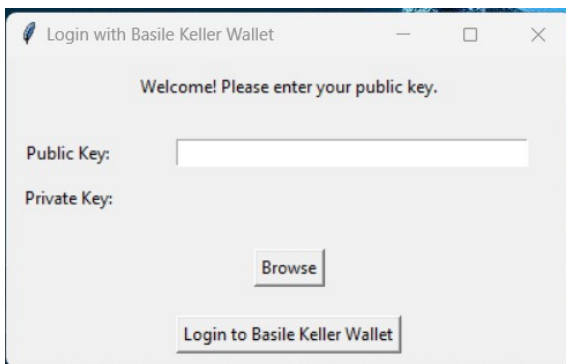 Login with Basile Keller Wallet
Welcome! Please enter your public key.
Public Key:
Private Key:
Browse
Login to Basile Keller Wallet